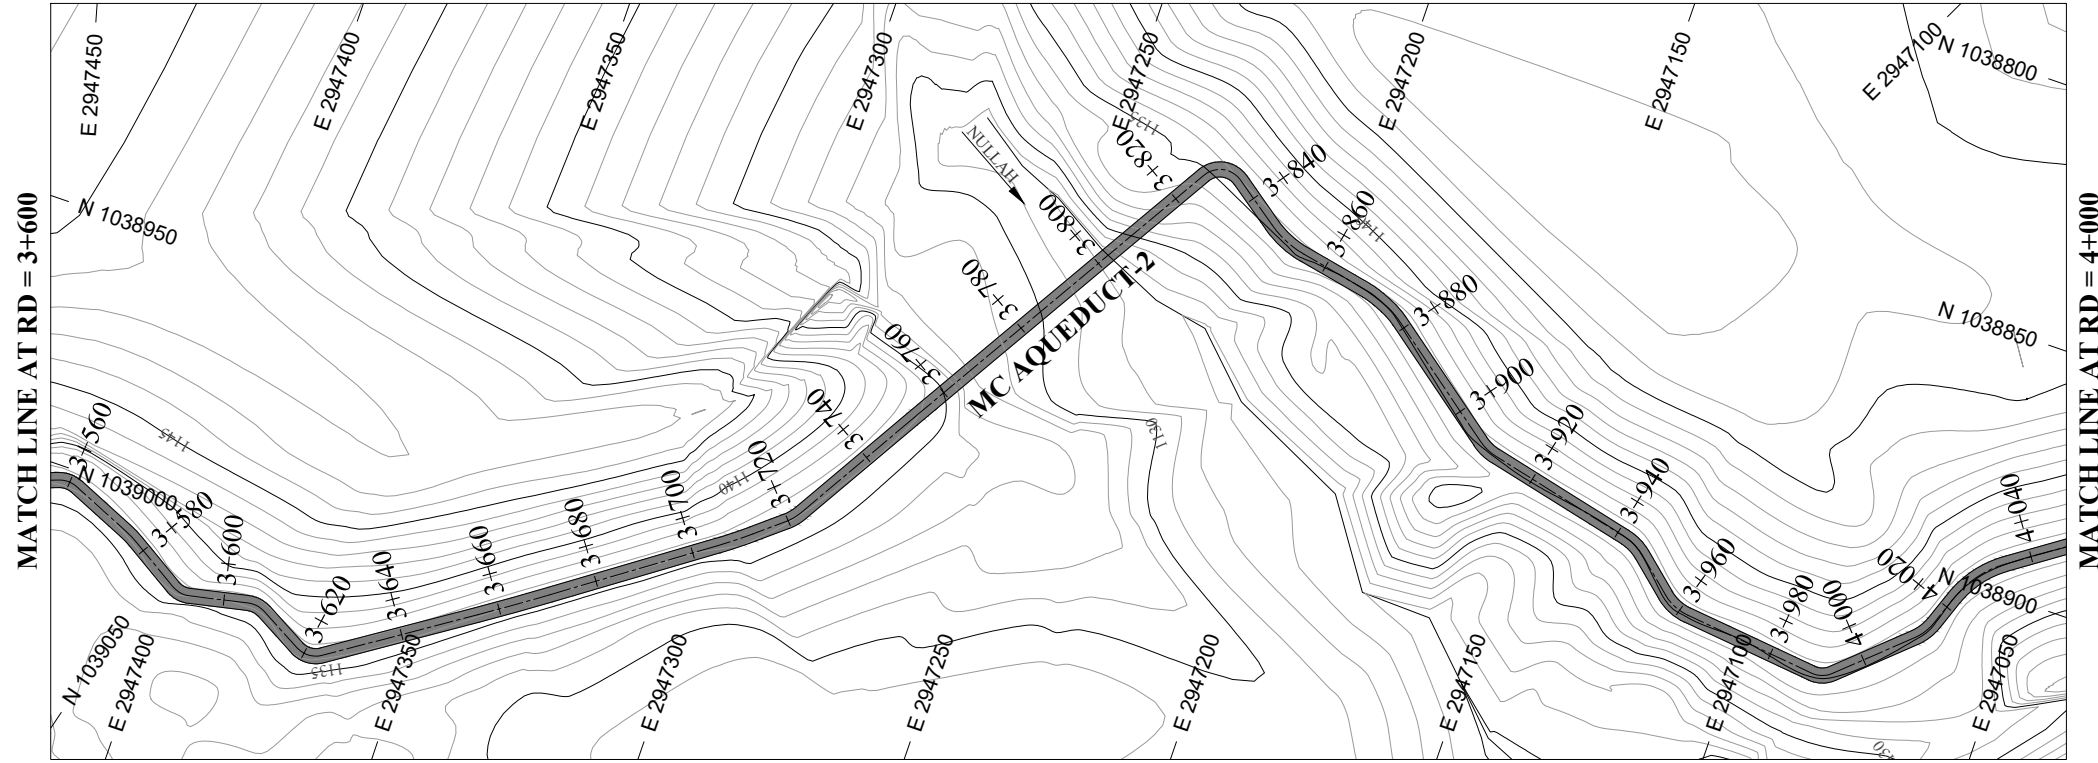 MATCH LINE AT RD = 3+600
E 2947450
E 2947400
E 2947350
E 2947300
E 2947250
E 2947200
E 2947150
E 2947100
N 1038800
N 1038950
NULLAH
1135
1140
N 1038850
3+560
3+580
3+600
3+620
3+640
3+660
3+680
3+700
3+720
3+740
3+760
3+780
3+800
3+820
3+840
3+860
3+880
3+900
3+920
3+940
3+960
3+980
4+000
4+020
4+040
MC AQUEDUCT-2
1145
1140
1130
1135
N 1039000
N 1038900
N 1039050
E 2947400
E 2947350
E 2947300
E 2947250
E 2947200
E 2947150
E 2947100
E 2947050
1130
MATCH LINE AT RD = 4+000